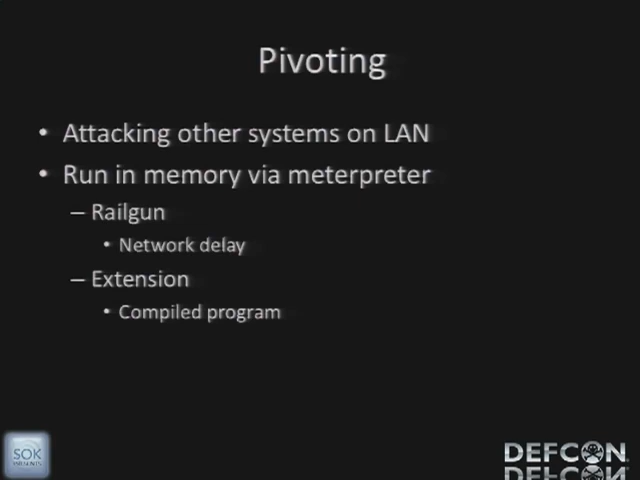 Pivoting
• Attacking other systems on LAN
• Run in memory via meterpreter
– Railgun
• Network delay
– Extension
• Compiled program
SOK
DEFCON